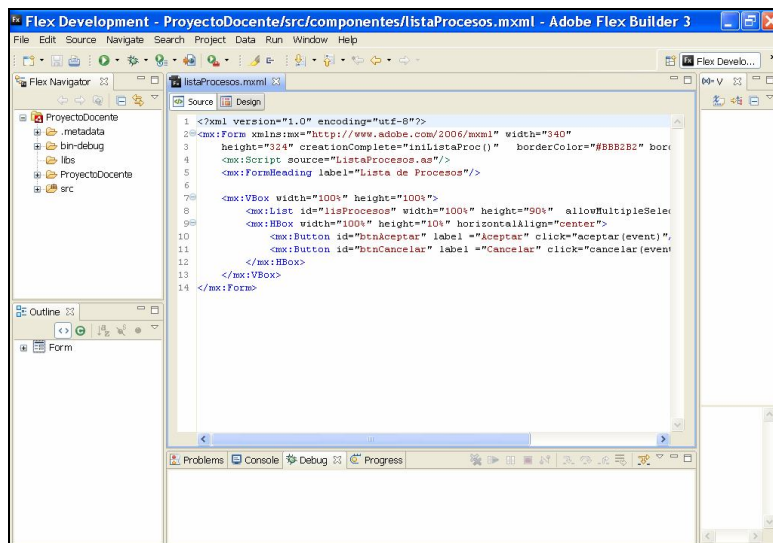 Flex Development - ProyectoDocente/src/componentes/listaProcesos.mxml - Adobe Flex Builder 3
File Edit Source Navigate Search Project Data Run Window Help
Flex Develo...
Flex Navigator
ProyectoDocente
.metadata
bin-debug
libs
ProyectoDocente
src
Outline
Form
listaProcesos.mxml
Source Design
1 <?xml version="1.0" encoding="utf-8"?>
2 <mx:Form xmlns:mx="http://www.adobe.com/2006/mxml" width="340"
3 height="324" creationComplete="iniListaProc()" borderColor="#BBB2B2" bord
4 <mx:Script source="ListaProcesos.as"/>
5 <mx:FormHeading label="Lista de Procesos"/>
6
7 <mx:VBox width="100%" height="100%">
8 <mx:List id="lisProcesos" width="100%" height="90%" allowMultipleSelec
9 <mx:HBox width="100%" height="10%" horizontalAlign="center">
10 <mx:Button id="btnAceptar" label ="Aceptar" click="aceptar(event)"/
11 <mx:Button id="btnCancelar" label ="Cancelar" click="cancelar(event
12 </mx:HBox>
13 </mx:VBox>
14 </mx:Form>
(x)= V
Problems Console Debug Progress